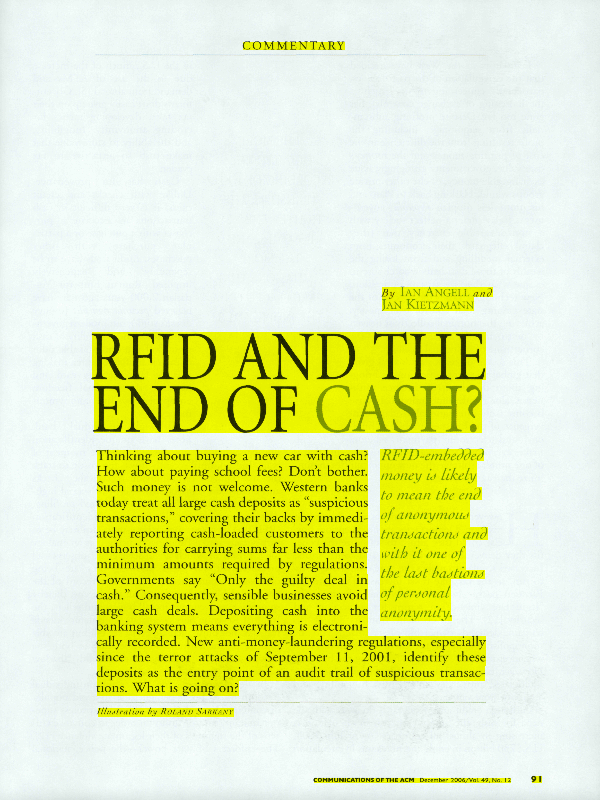 COMMENTARY
By IAN ANGELL and
JAN KIETZMANN
RFID AND THE
END OF CASH?
Thinking about buying a new car with cash?
How about paying school fees? Don't bother.
Such money is not welcome. Western banks
today treat all large cash deposits as “suspicious
transactions,” covering their backs by immedi-
ately reporting cash-loaded customers to the
authorities for carrying sums far less than the
minimum amounts required by regulations.
Governments say “Only the guilty deal in
cash.” Consequently, sensible businesses avoid
large cash deals. Depositing cash into the
banking system means everything is electroni-
cally recorded. New anti-money-laundering regulations, especially
since the terror attacks of September 11, 2001, identify these
deposits as the entry point of an audit trail of suspicious transac-
tions. What is going on?
RFID-embedded
money is likely
to mean the end
of anonymous
transactions and
with it one of
the last bastions
of personal
anonymity.
Illustration by ROLAND SARKANY
COMMUNICATIONS OF THE ACM December 2006/Vol. 49, No. 12 91